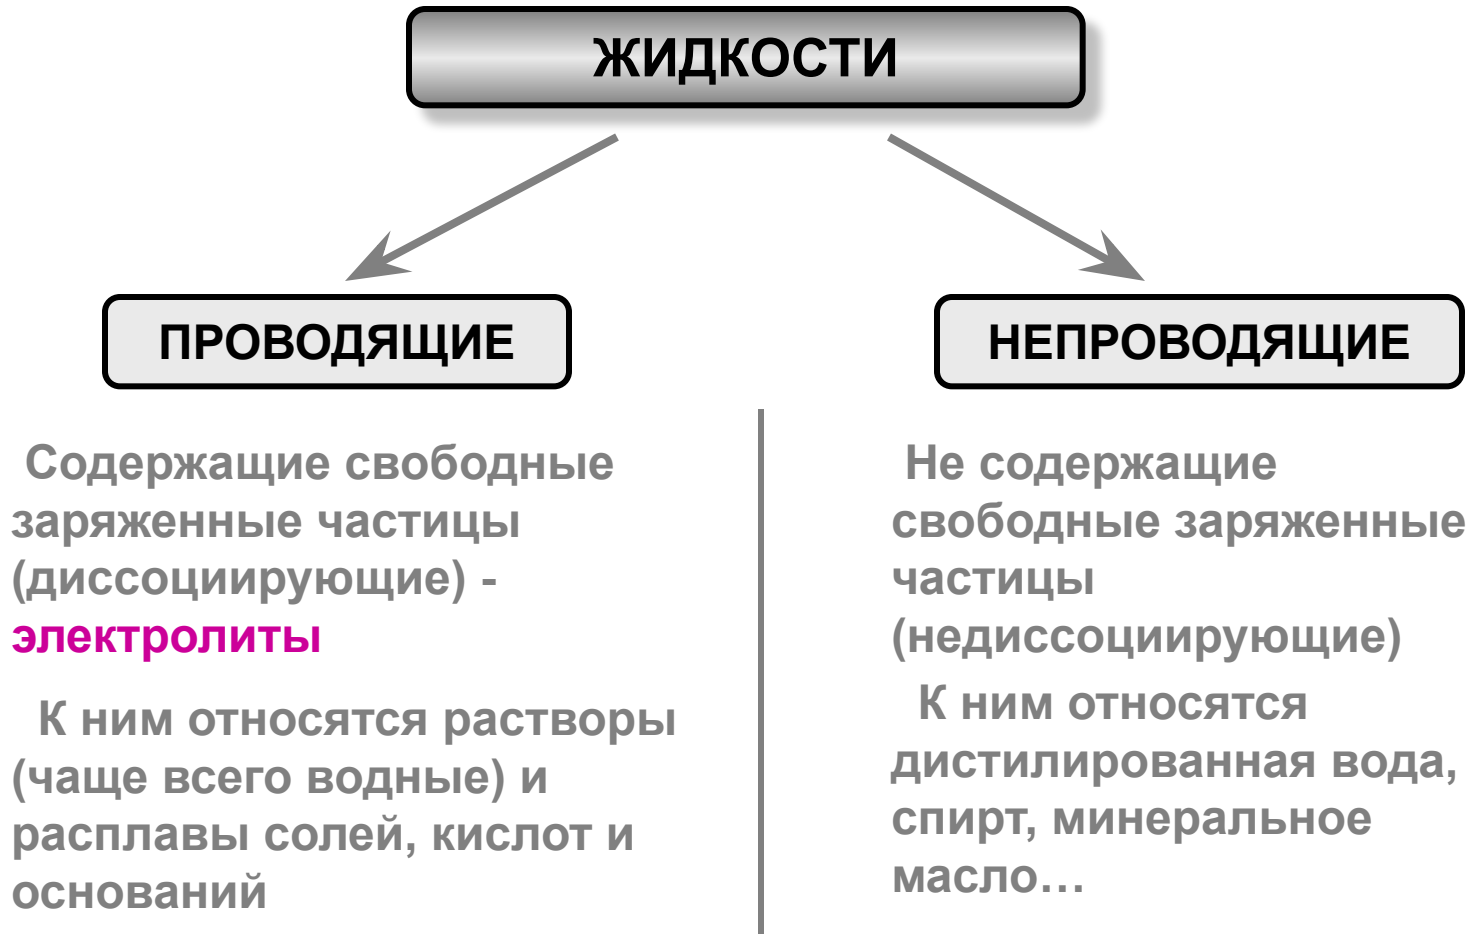 ЖИДКОСТИ
ПРОВОДЯЩИЕ
НЕПРОВОДЯЩИЕ
Содержащие свободные
заряженные частицы
(диссоциирующие) -
электролиты
К ним относятся растворы
(чаще всего водные) и
расплавы солей, кислот и
оснований
Не содержащие
свободные заряженные
частицы
(недиссоциирующие)
К ним относятся
дистилированная вода,
спирт, минеральное
масло…